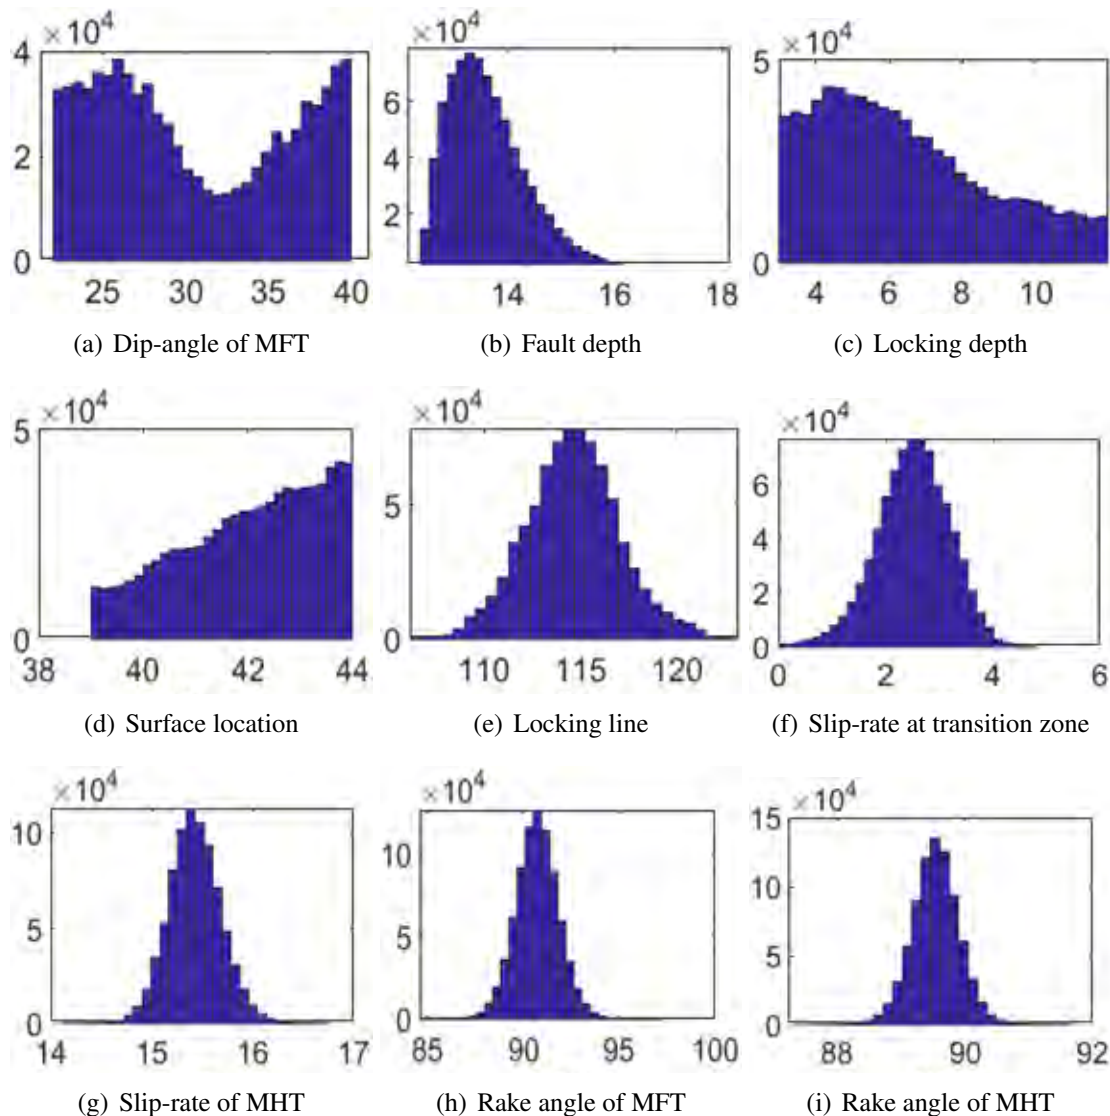 ×10⁴ ×10⁴ ×10⁴
4 5
8
6
2 4
2
0 0
25 30 35 40 14 16 18 4 6 8 10
(a) Dip-angle of MFT (b) Fault depth (c) Locking depth
×10⁴ ×10⁴ ×10⁴
5
6
5
4
2
0 0 0
38 40 42 44 110 115 120 0 2 4 6
(d) Surface location (e) Locking line (f) Slip-rate at transition zone
×10⁴ ×10⁴ ×10⁴
15
10 10
10
5 5 5
0 0 0
14 15 16 17 85 90 95 100 88 90 92
(g) Slip-rate of MHT (h) Rake angle of MFT (i) Rake angle of MHT